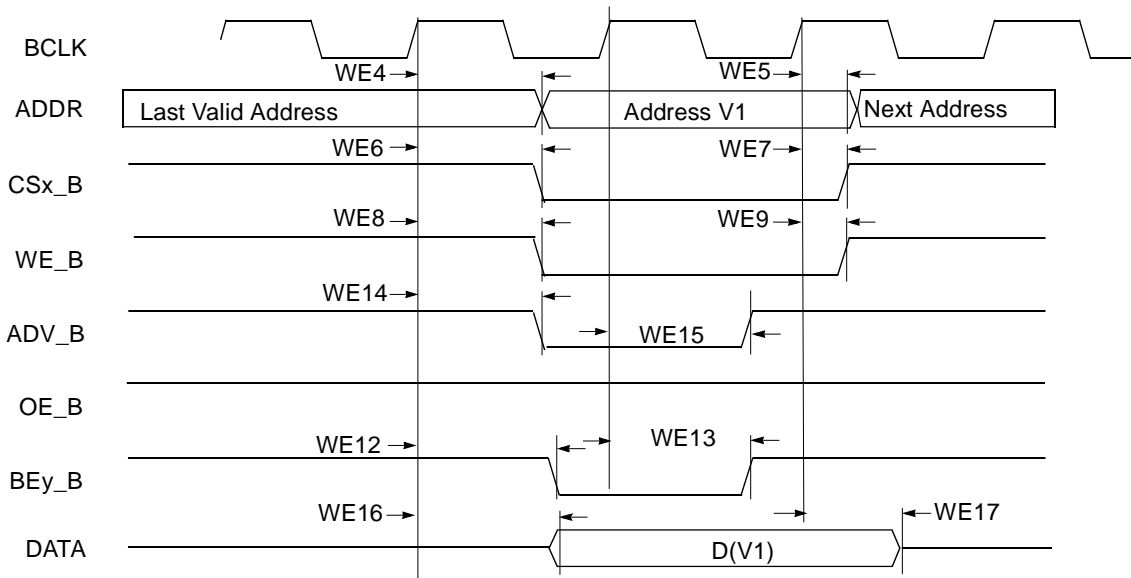 BCLK
WE4
WE5
ADDR
Last Valid Address
Address V1
Next Address
WE6
WE7
CSx_B
WE8
WE9
WE_B
WE14
ADV_B
WE15
OE_B
WE12
WE13
BEy_B
WE16
WE17
DATA
D(V1)